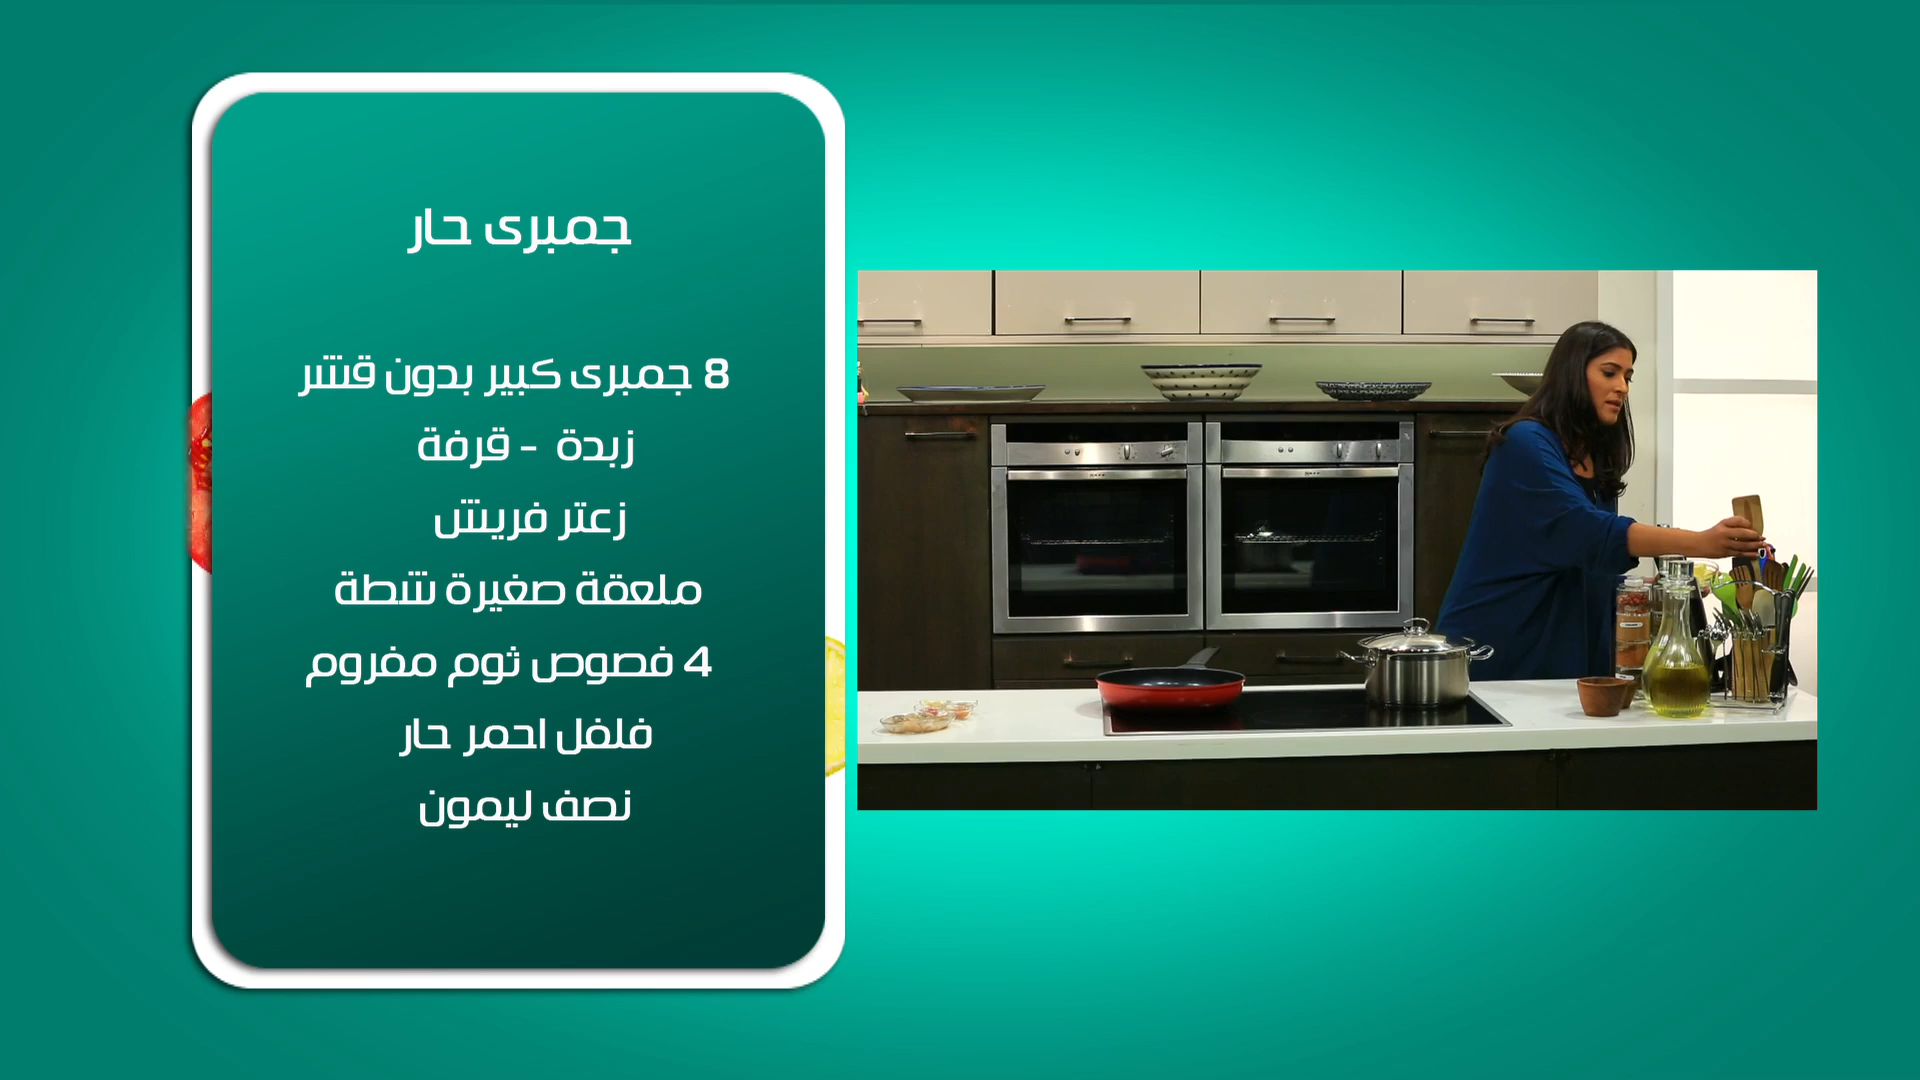 جمبرى حار
8 جمبرى كبير بدون قشر
زبدة - قرفة
زعتر فريش
ملعقة صغيرة شطة
4 فصوص ثوم مفروم
فلفل احمر حار
نصف ليمون